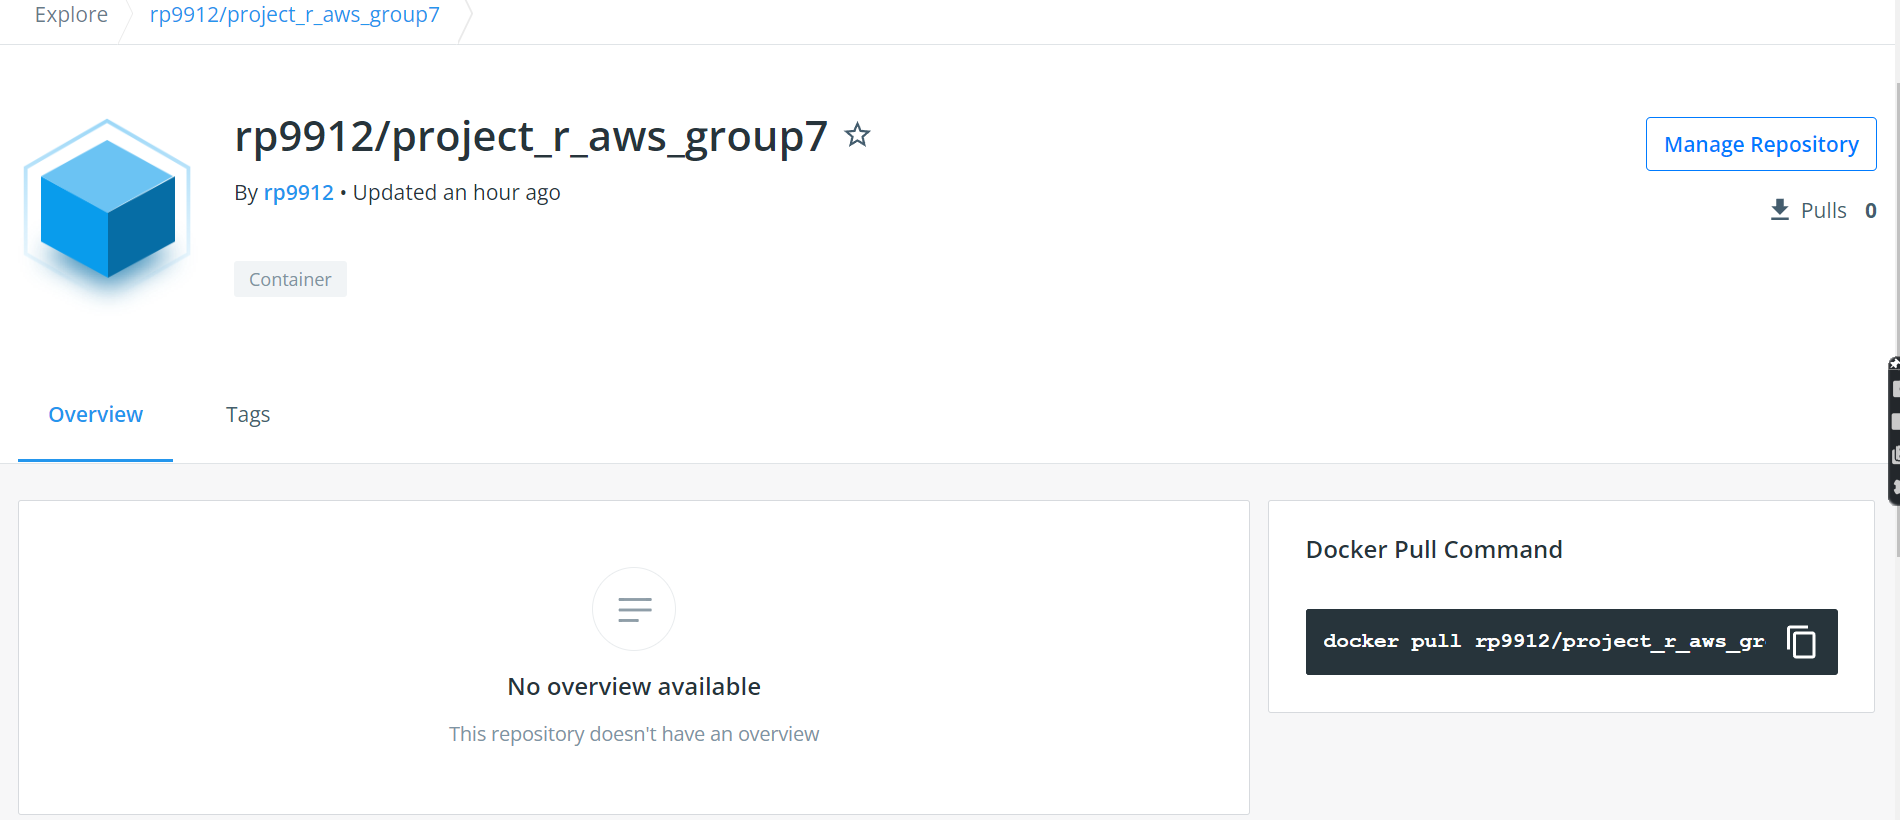 Explore
rp9912/project_r_aws_group7
rp9912/project_r_aws_group7
Manage Repository
By rp9912 • Updated an hour ago
Pulls 0
Container
Overview
Tags
No overview available
This repository doesn't have an overview
Docker Pull Command
docker pull rp9912/project_r_aws_gr